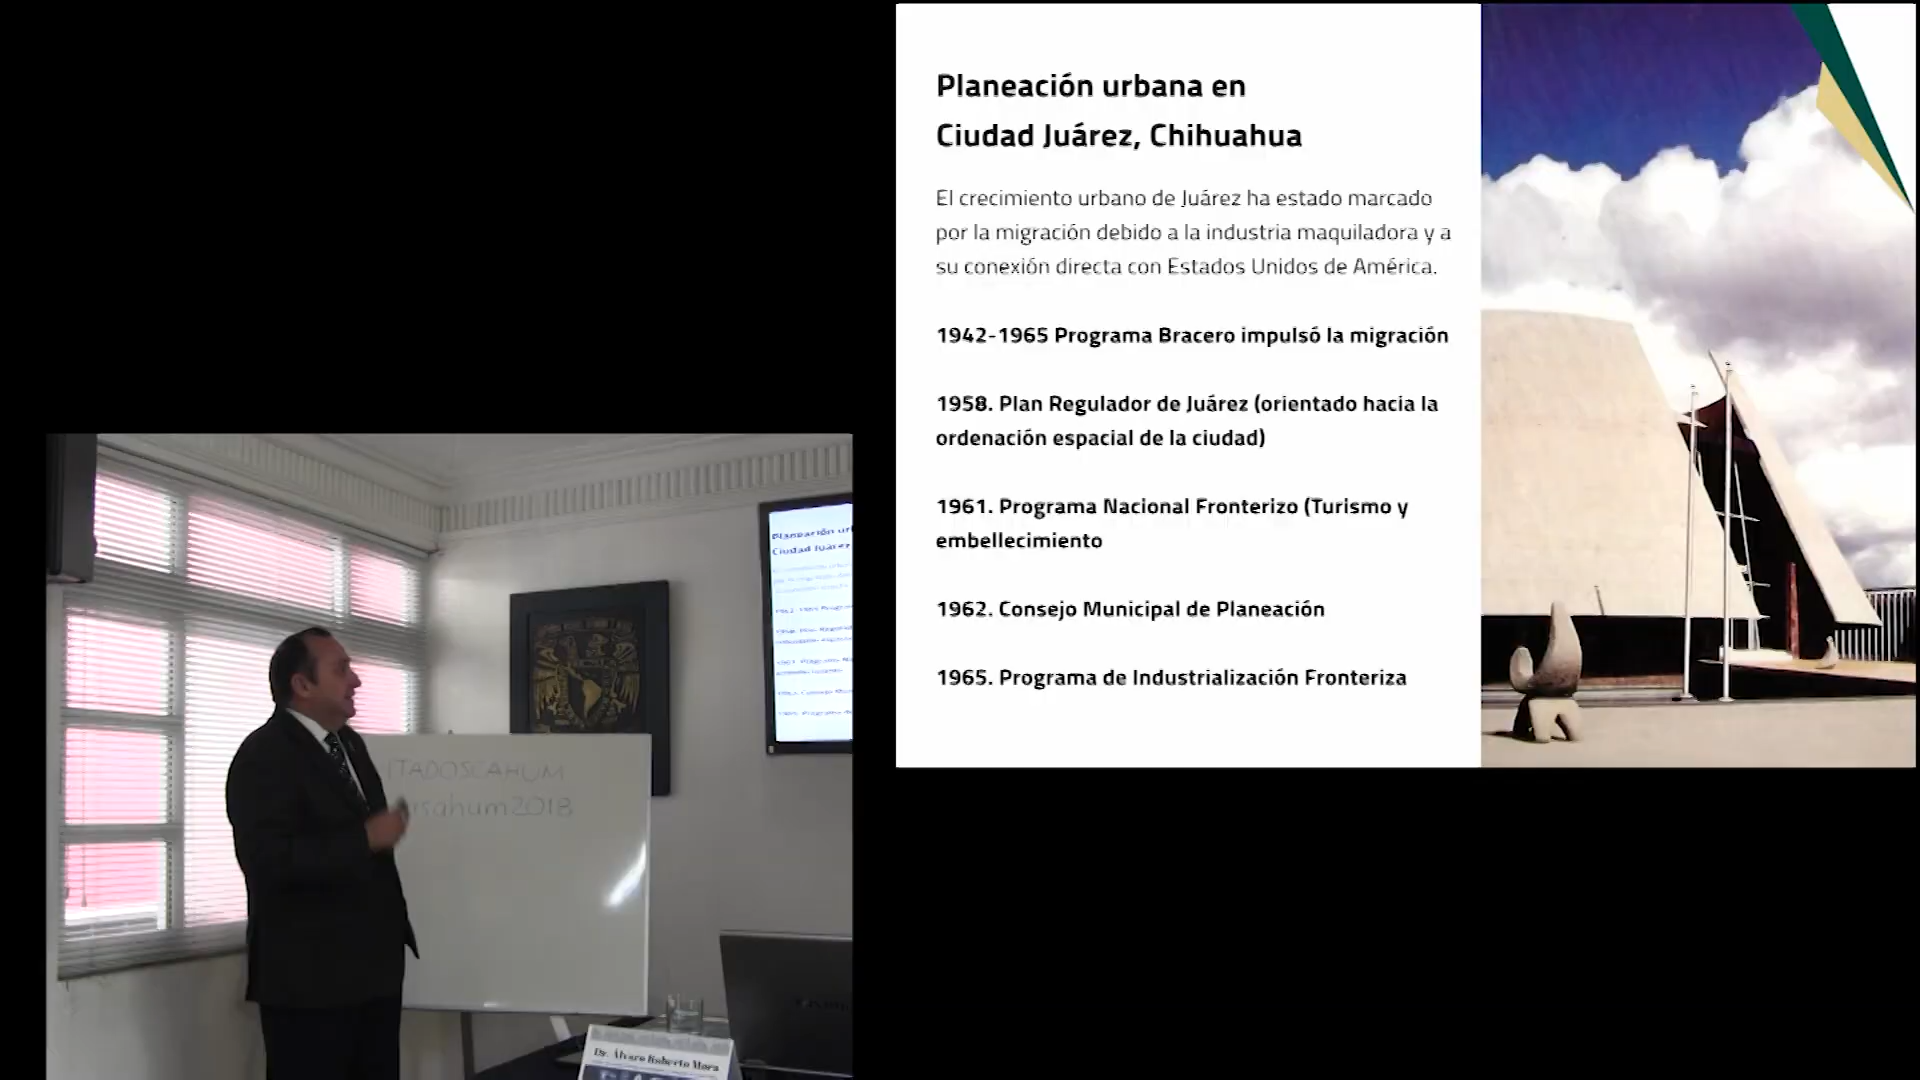 Planeación urbana en
Ciudad Juárez, Chihuahua
El crecimiento urbano de Juárez ha estado marcado
por la migración debido a la industria maquiladora y a
su conexión directa con Estados Unidos de América.
1942-1965 Programa Bracero impulsó la migración
1958. Plan Regulador de Juárez (orientado hacia la
ordenación espacial de la ciudad)
1961. Programa Nacional Fronterizo (Turismo y
embellecimiento
1962. Consejo Municipal de Planeación
1965. Programa de Industrialización Fronteriza
Planeación ur
Ciudad Juárez
ITADOSCAHUM
usahum2018
Dr. Álvaro Roberto Mora